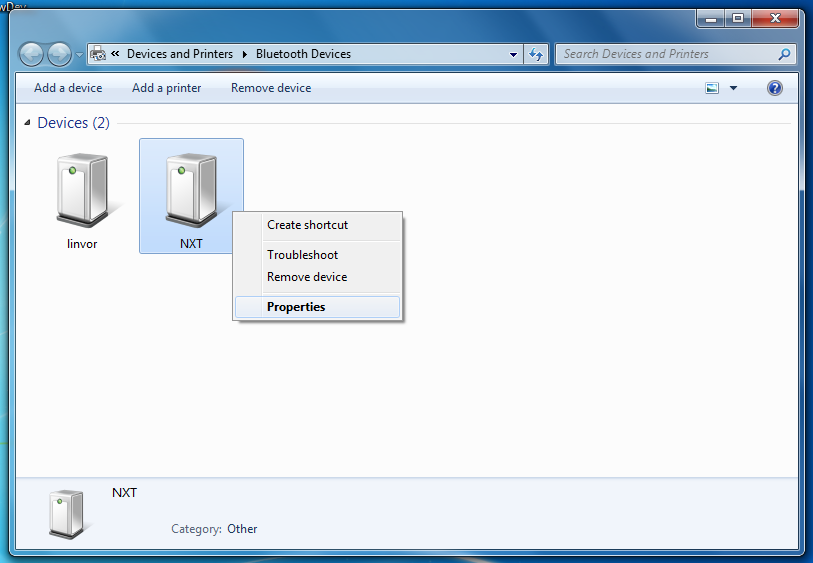 wDev
« Devices and Printers ▸ Bluetooth Devices
Search Devices and Printers
Add a device Add a printer Remove device
Devices (2)
linvor
NXT
Create shortcut
Troubleshoot
Remove device
Properties
NXT
Category: Other